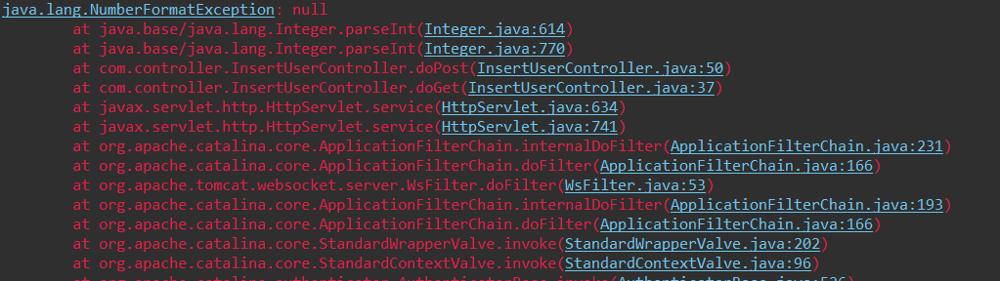 java.lang.NumberFormatException: null
at java.base/java.lang.Integer.parseInt(Integer.java:614)
at java.base/java.lang.Integer.parseInt(Integer.java:770)
at com.controller.InsertUserController.doPost(InsertUserController.java:50)
at com.controller.InsertUserController.doGet(InsertUserController.java:37)
at javax.servlet.http.HttpServlet.service(HttpServlet.java:634)
at javax.servlet.http.HttpServlet.service(HttpServlet.java:741)
at org.apache.catalina.core.ApplicationFilterChain.internalDoFilter(ApplicationFilterChain.java:231)
at org.apache.catalina.core.ApplicationFilterChain.doFilter(ApplicationFilterChain.java:166)
at org.apache.tomcat.websocket.server.WsFilter.doFilter(WsFilter.java:53)
at org.apache.catalina.core.ApplicationFilterChain.internalDoFilter(ApplicationFilterChain.java:193)
at org.apache.catalina.core.ApplicationFilterChain.doFilter(ApplicationFilterChain.java:166)
at org.apache.catalina.core.StandardWrapperValve.invoke(StandardWrapperValve.java:202)
at org.apache.catalina.core.StandardContextValve.invoke(StandardContextValve.java:96)